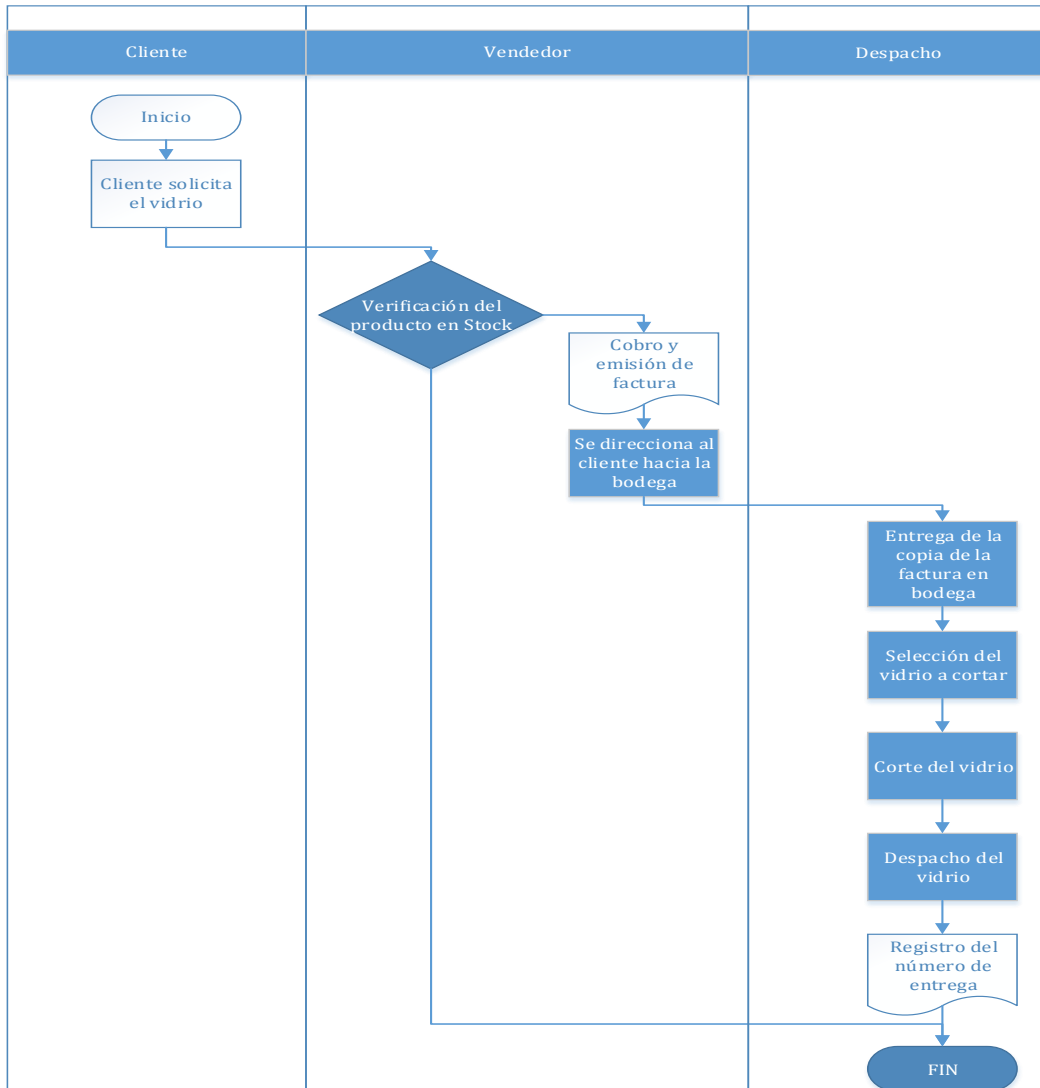 Cliente
Vendedor
Despacho
Inicio
Cliente solicita
el vidrio
Verificación del
producto en Stock
Cobro y
emisión de
factura
Se direcciona al
cliente hacia la
bodega
Entrega de la
copia de la
factura en
bodega
Selección del
vidrio a cortar
Corte del vidrio
Despacho del
vidrio
Registro del
número de
entrega
FIN